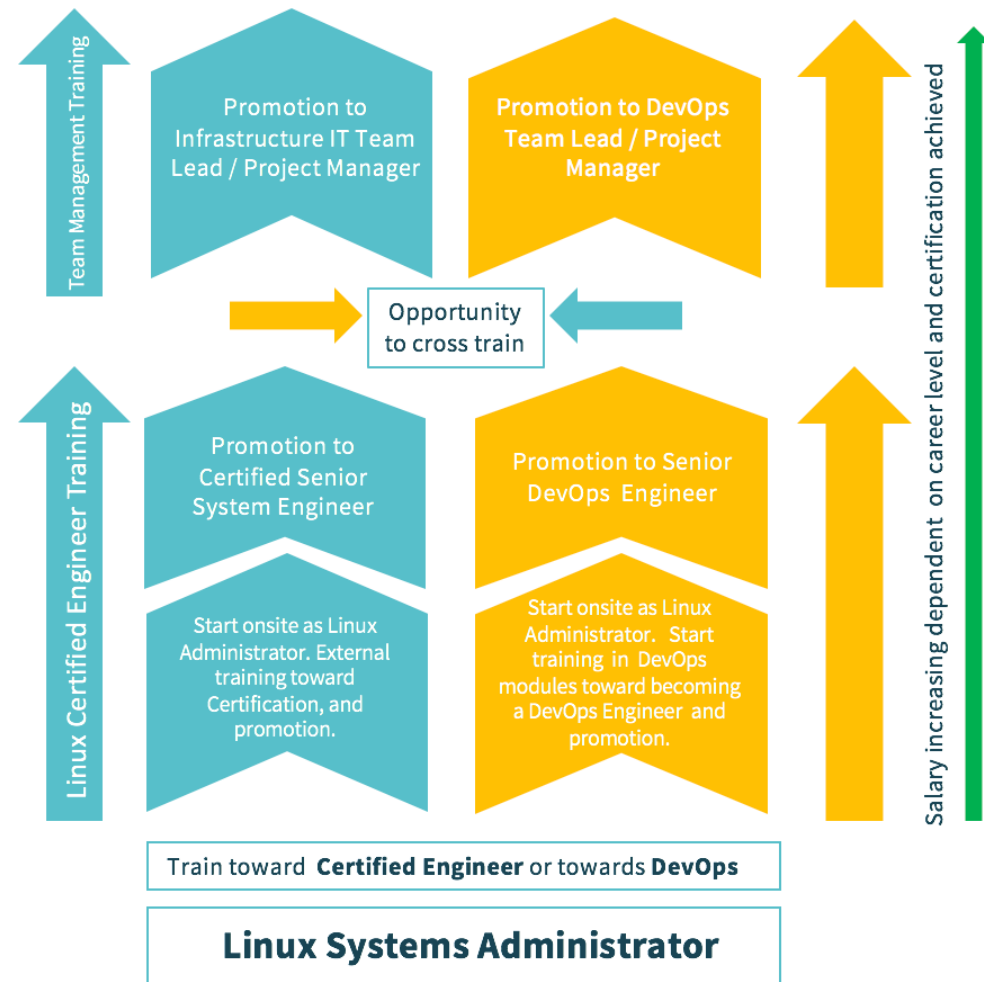 Team Management Training
Promotion to
Infrastructure IT Team
Lead / Project Manager
Promotion to DevOps
Team Lead / Project
Manager
Opportunity
to cross train
Linux Certified Engineer Training
Promotion to
Certified Senior
System Engineer
Promotion to Senior
DevOps Engineer
Start onsite as Linux
Administrator. External
training toward
Certification, and
promotion.
Start onsite as Linux
Administrator. Start
training in DevOps
modules toward becoming
a DevOps Engineer and
promotion.
Salary increasing dependent on career level and certification achieved
Train toward Certified Engineer or towards DevOps
Linux Systems Administrator